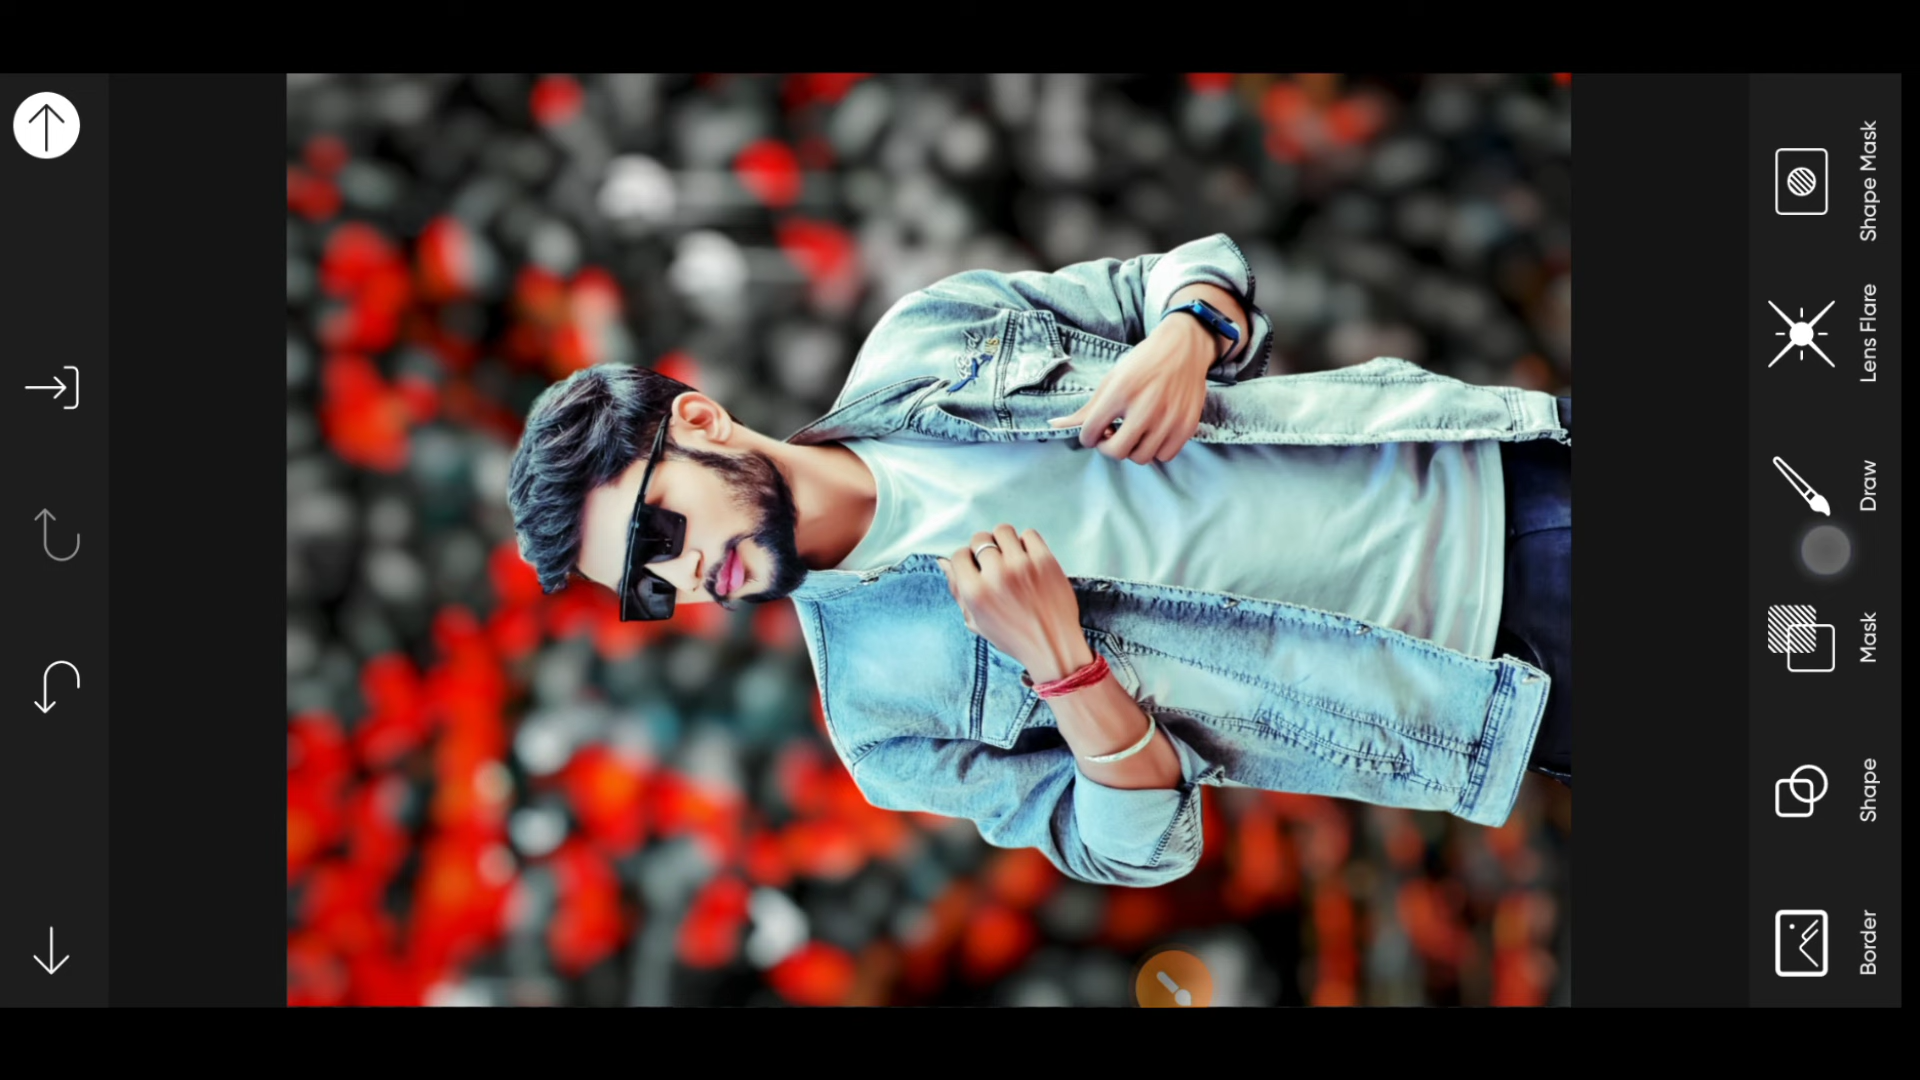 Border
Shape
Mask
Draw
Lens Flare
Shape Mask